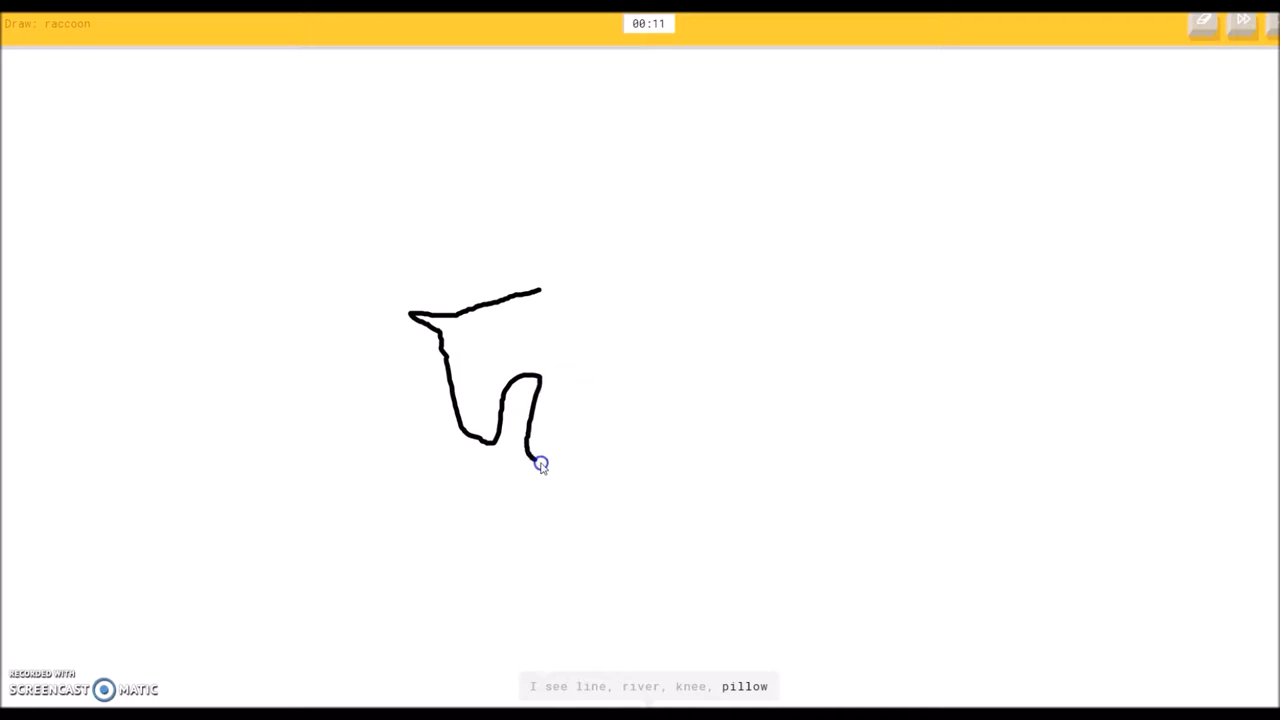 Draw: raccoon
00:11
I see line, river, knee, pillow
RECORDED WITH
SCREENCAST MATIC